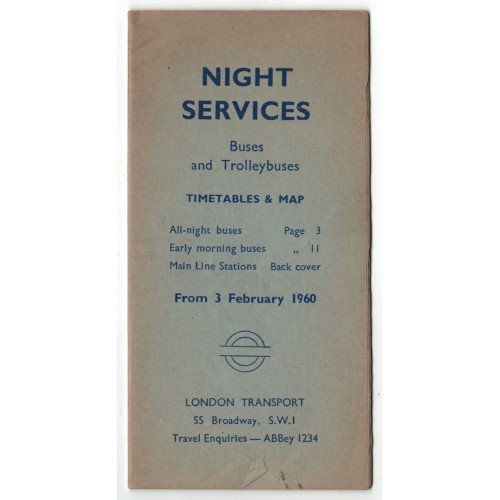 NIGHT
SERVICES
Buses
and Trolleybuses
TIMETABLES & MAP
All-night buses Page 3
Early morning buses „ 11
Main Line Stations Back cover
From 3 February 1960
LONDON TRANSPORT
55 Broadway, S.W.1
Travel Enquiries — ABBey 1234